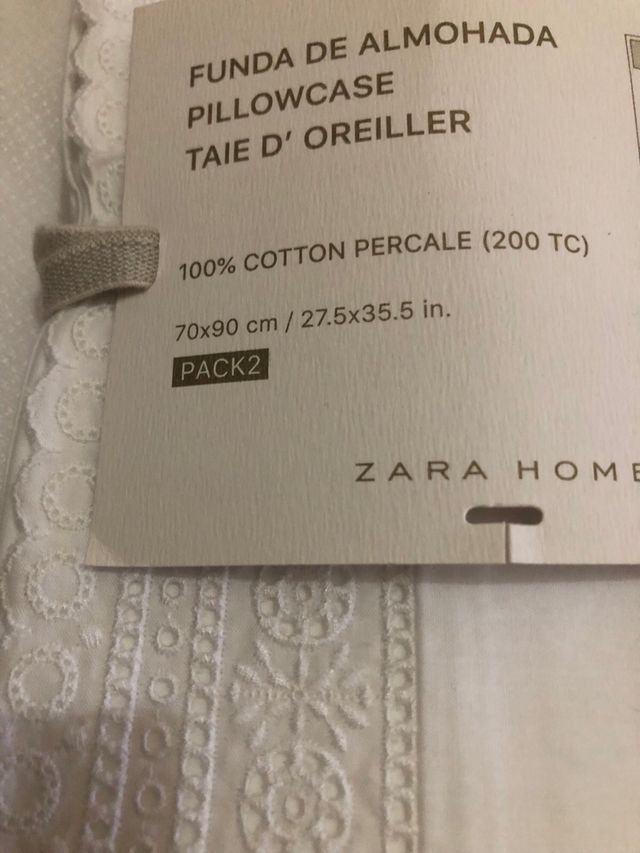 FUNDA DE ALMOHADA
PILLOWCASE
TAIE D' OREILLER
100% COTTON PERCALE (200 TC)
70x90 cm / 27.5x35.5 in.
PACK2
ZARA HOME